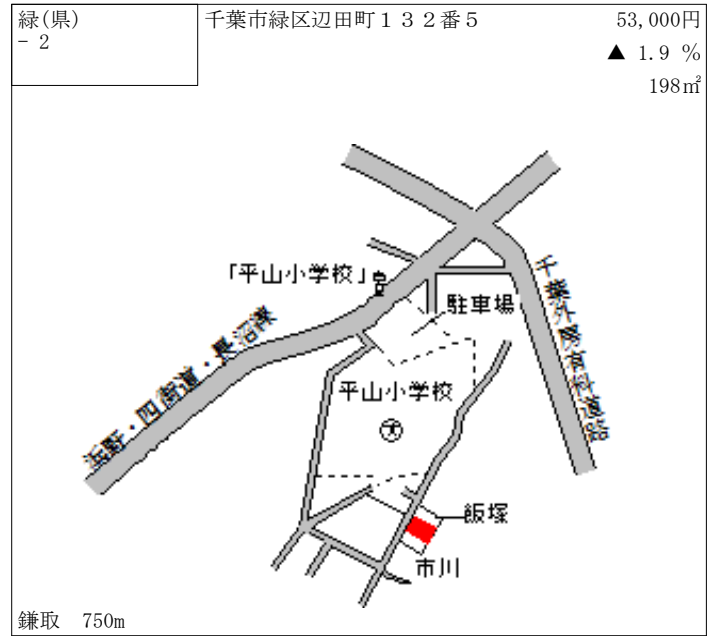 緑(県)
- 2
千葉市緑区辺田町１３２番５
53,000円
▲ 1.9 %
198㎡
「平山小学校」
駐車場
千葉外房有料道路
浜野・四街道・長沼線
平山小学校
飯塚
市川
鎌取 750m